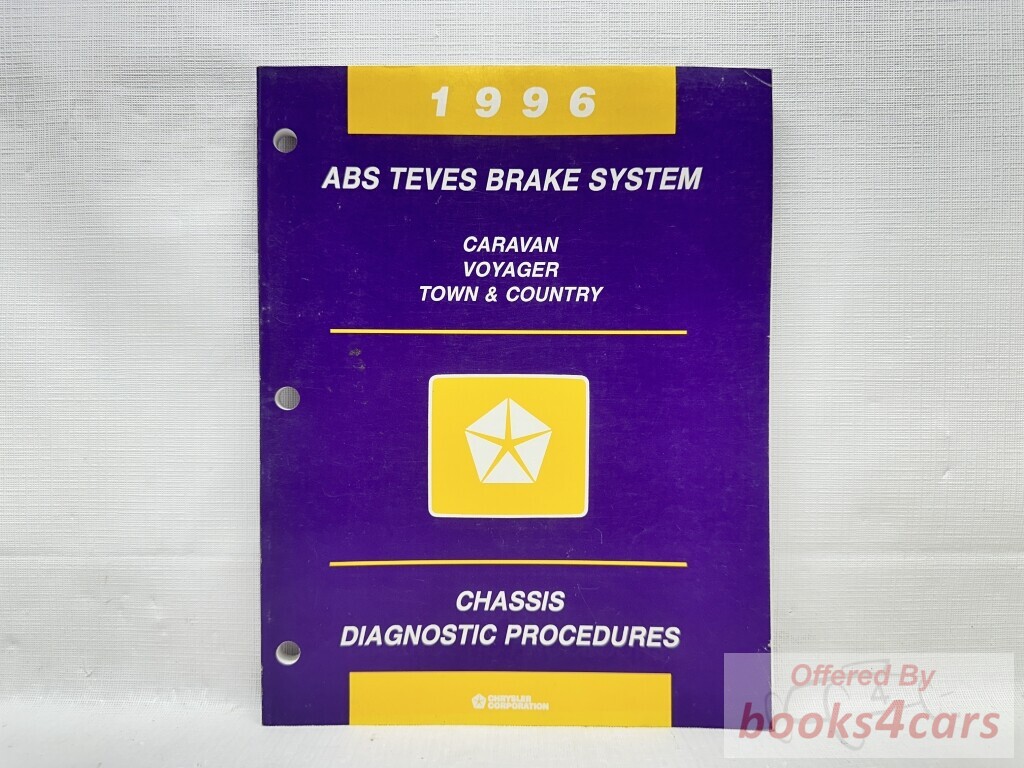 1996
ABS TEVES BRAKE SYSTEM
CARAVAN
VOYAGER
TOWN & COUNTRY
CHASSIS
DIAGNOSTIC PROCEDURES
CHRYSLER
CORPORATION
Offered By
books4cars